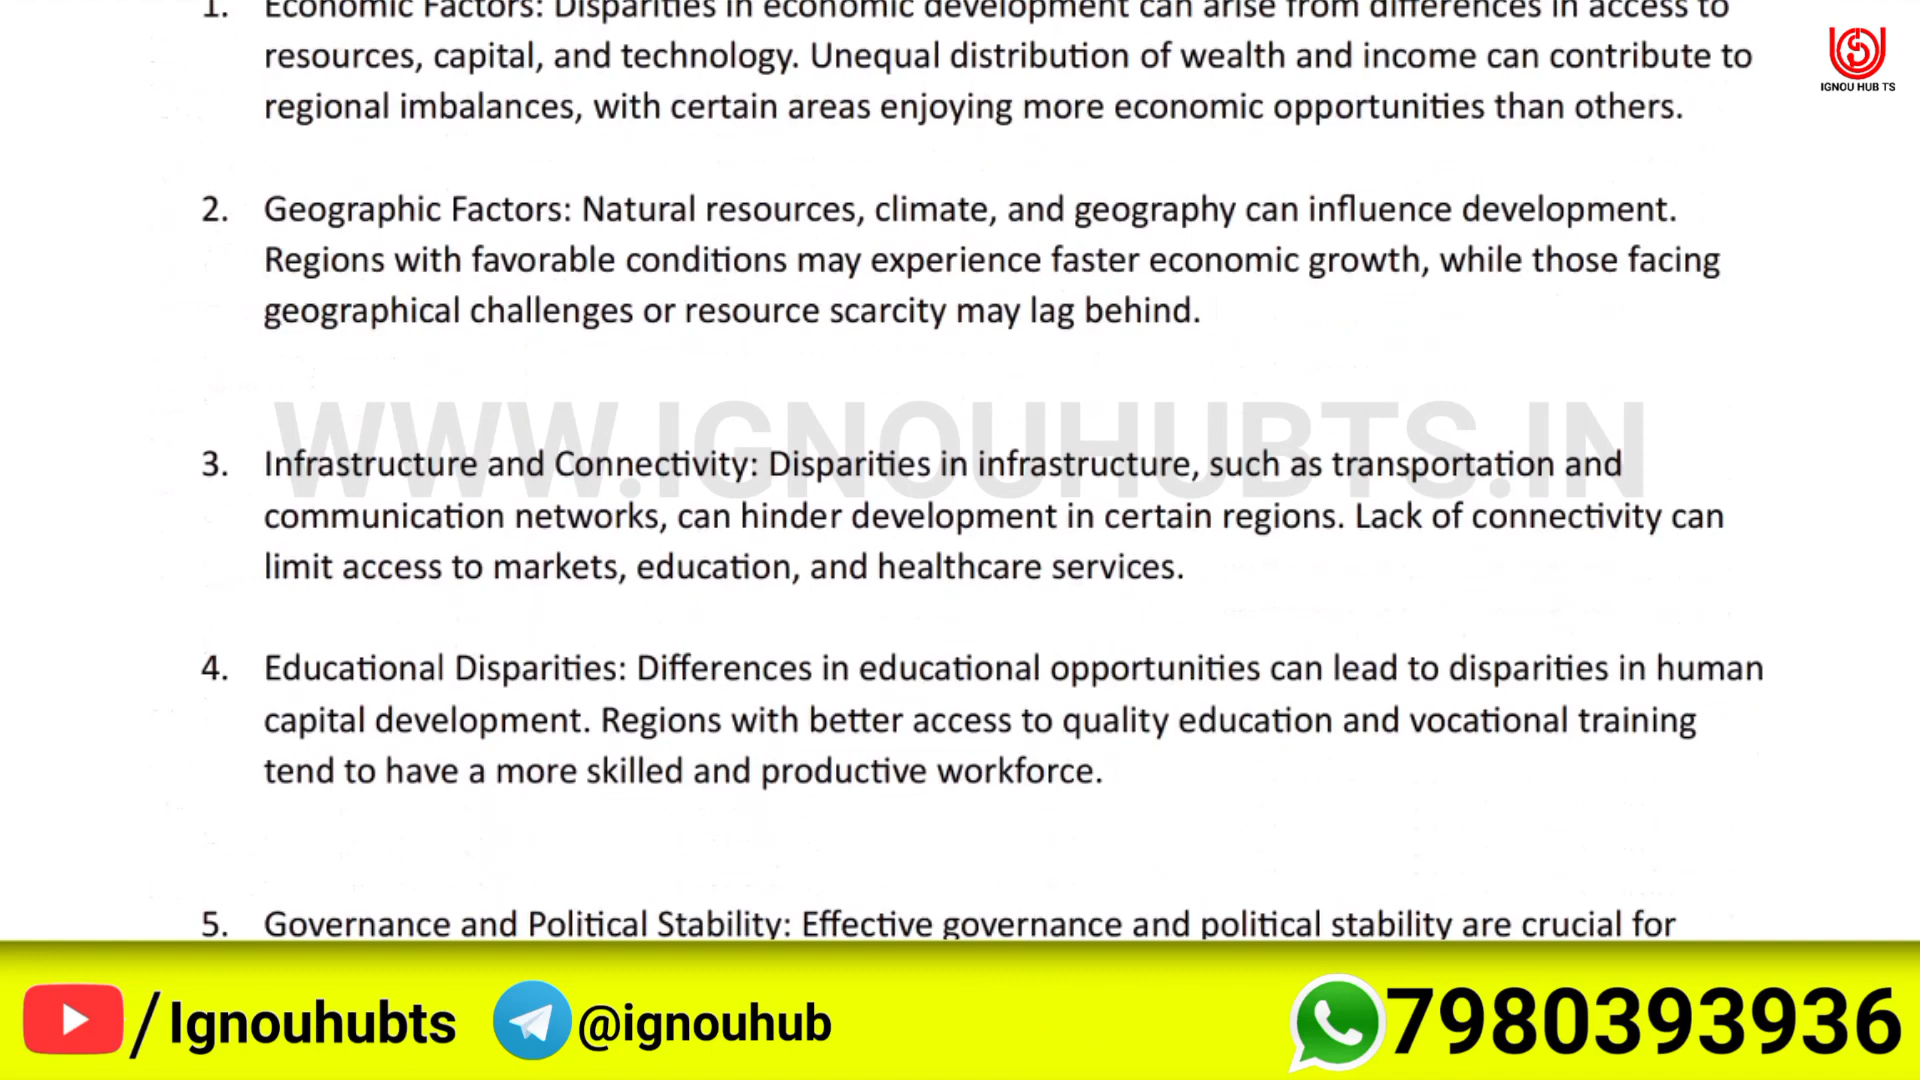 1. Economic Factors: Disparities in economic development can arise from differences in access to
resources, capital, and technology. Unequal distribution of wealth and income can contribute to
regional imbalances, with certain areas enjoying more economic opportunities than others.
IGNOU HUB TS
2. Geographic Factors: Natural resources, climate, and geography can influence development.
Regions with favorable conditions may experience faster economic growth, while those facing
geographical challenges or resource scarcity may lag behind.
WWW.IGNOUHUBTS.IN
3. Infrastructure and Connectivity: Disparities in infrastructure, such as transportation and
communication networks, can hinder development in certain regions. Lack of connectivity can
limit access to markets, education, and healthcare services.
4. Educational Disparities: Differences in educational opportunities can lead to disparities in human
capital development. Regions with better access to quality education and vocational training
tend to have a more skilled and productive workforce.
5. Governance and Political Stability: Effective governance and political stability are crucial for
/Ignouhubts @ignouhub 7980393936